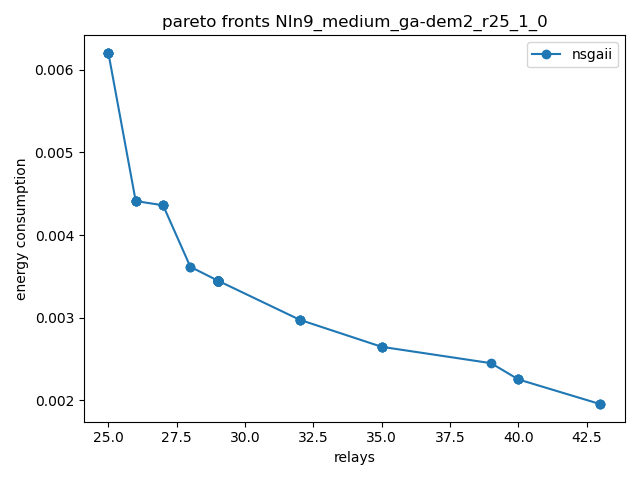 pareto fronts NIn9_medium_ga-dem2_r25_1_0
nsgaii
0.006
0.005
0.004
0.003
0.002
energy consumption
25.0 27.5 30.0 32.5 35.0 37.5 40.0 42.5
relays